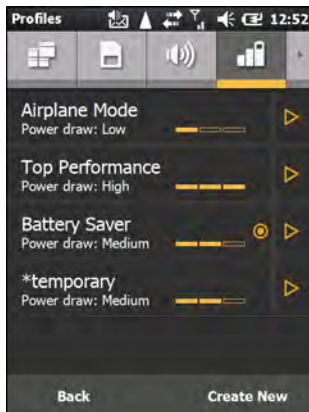 Profiles 12:52
Airplane Mode
Power draw: Low
Top Performance
Power draw: High
Battery Saver
Power draw: Medium
*temporary
Power draw: Medium
Back Create New